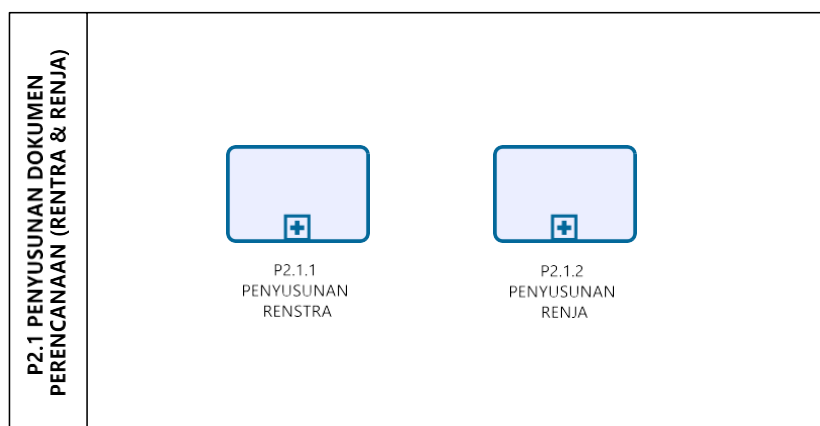 P2.1 PENYUSUNAN DOKUMEN
PERENCANAAN (RENTRA & RENJA)
P2.1.1
PENYUSUNAN
RENSTRA
P2.1.2
PENYUSUNAN
RENJA